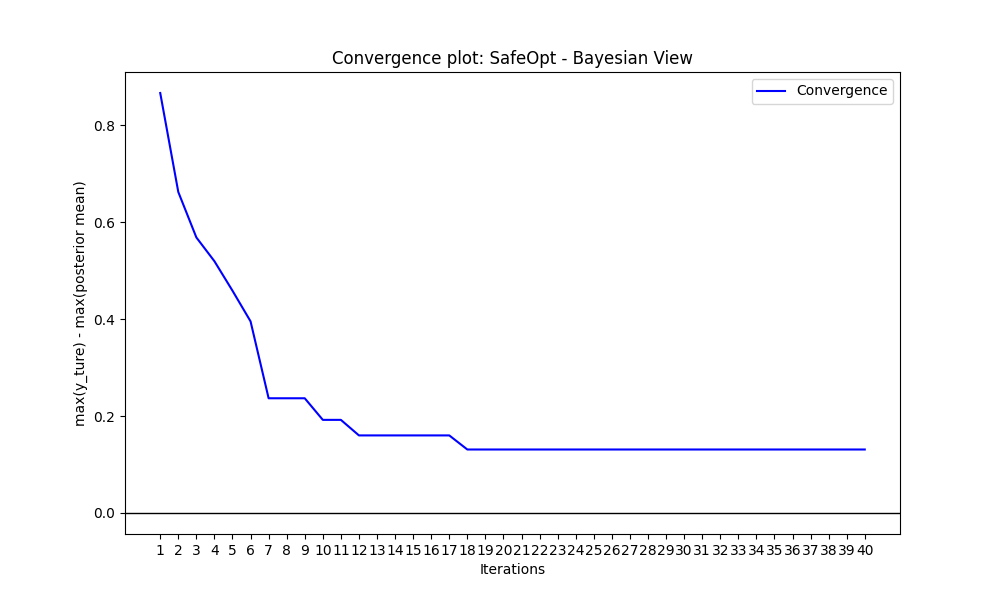 Convergence plot: SafeOpt - Bayesian View
Convergence
max(y_ture) - max(posterior mean)
0.8
0.6
0.4
0.2
0.0
1 2 3 4 5 6 7 8 9 10 11 12 13 14 15 16 17 18 19 20 21 22 23 24 25 26 27 28 29 30 31 32 33 34 35 36 37 38 39 40
Iterations